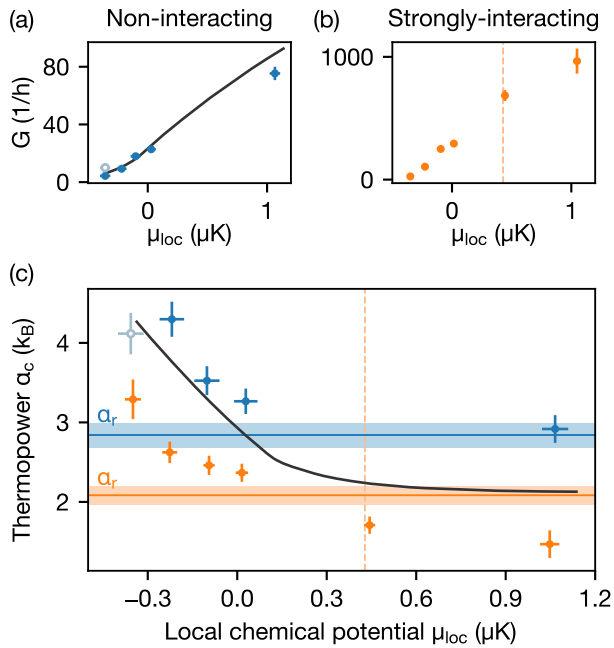 (a) Non-interacting
(b) Strongly-interacting
G (1/h)
80
40
0
0 1
μloc (μK)
1000
0
0 1
μloc (μK)
(c)
Thermopower αc (kB)
4
3
2
αr
αr
−0.3 0.0 0.3 0.6 0.9 1.2
Local chemical potential μloc (μK)